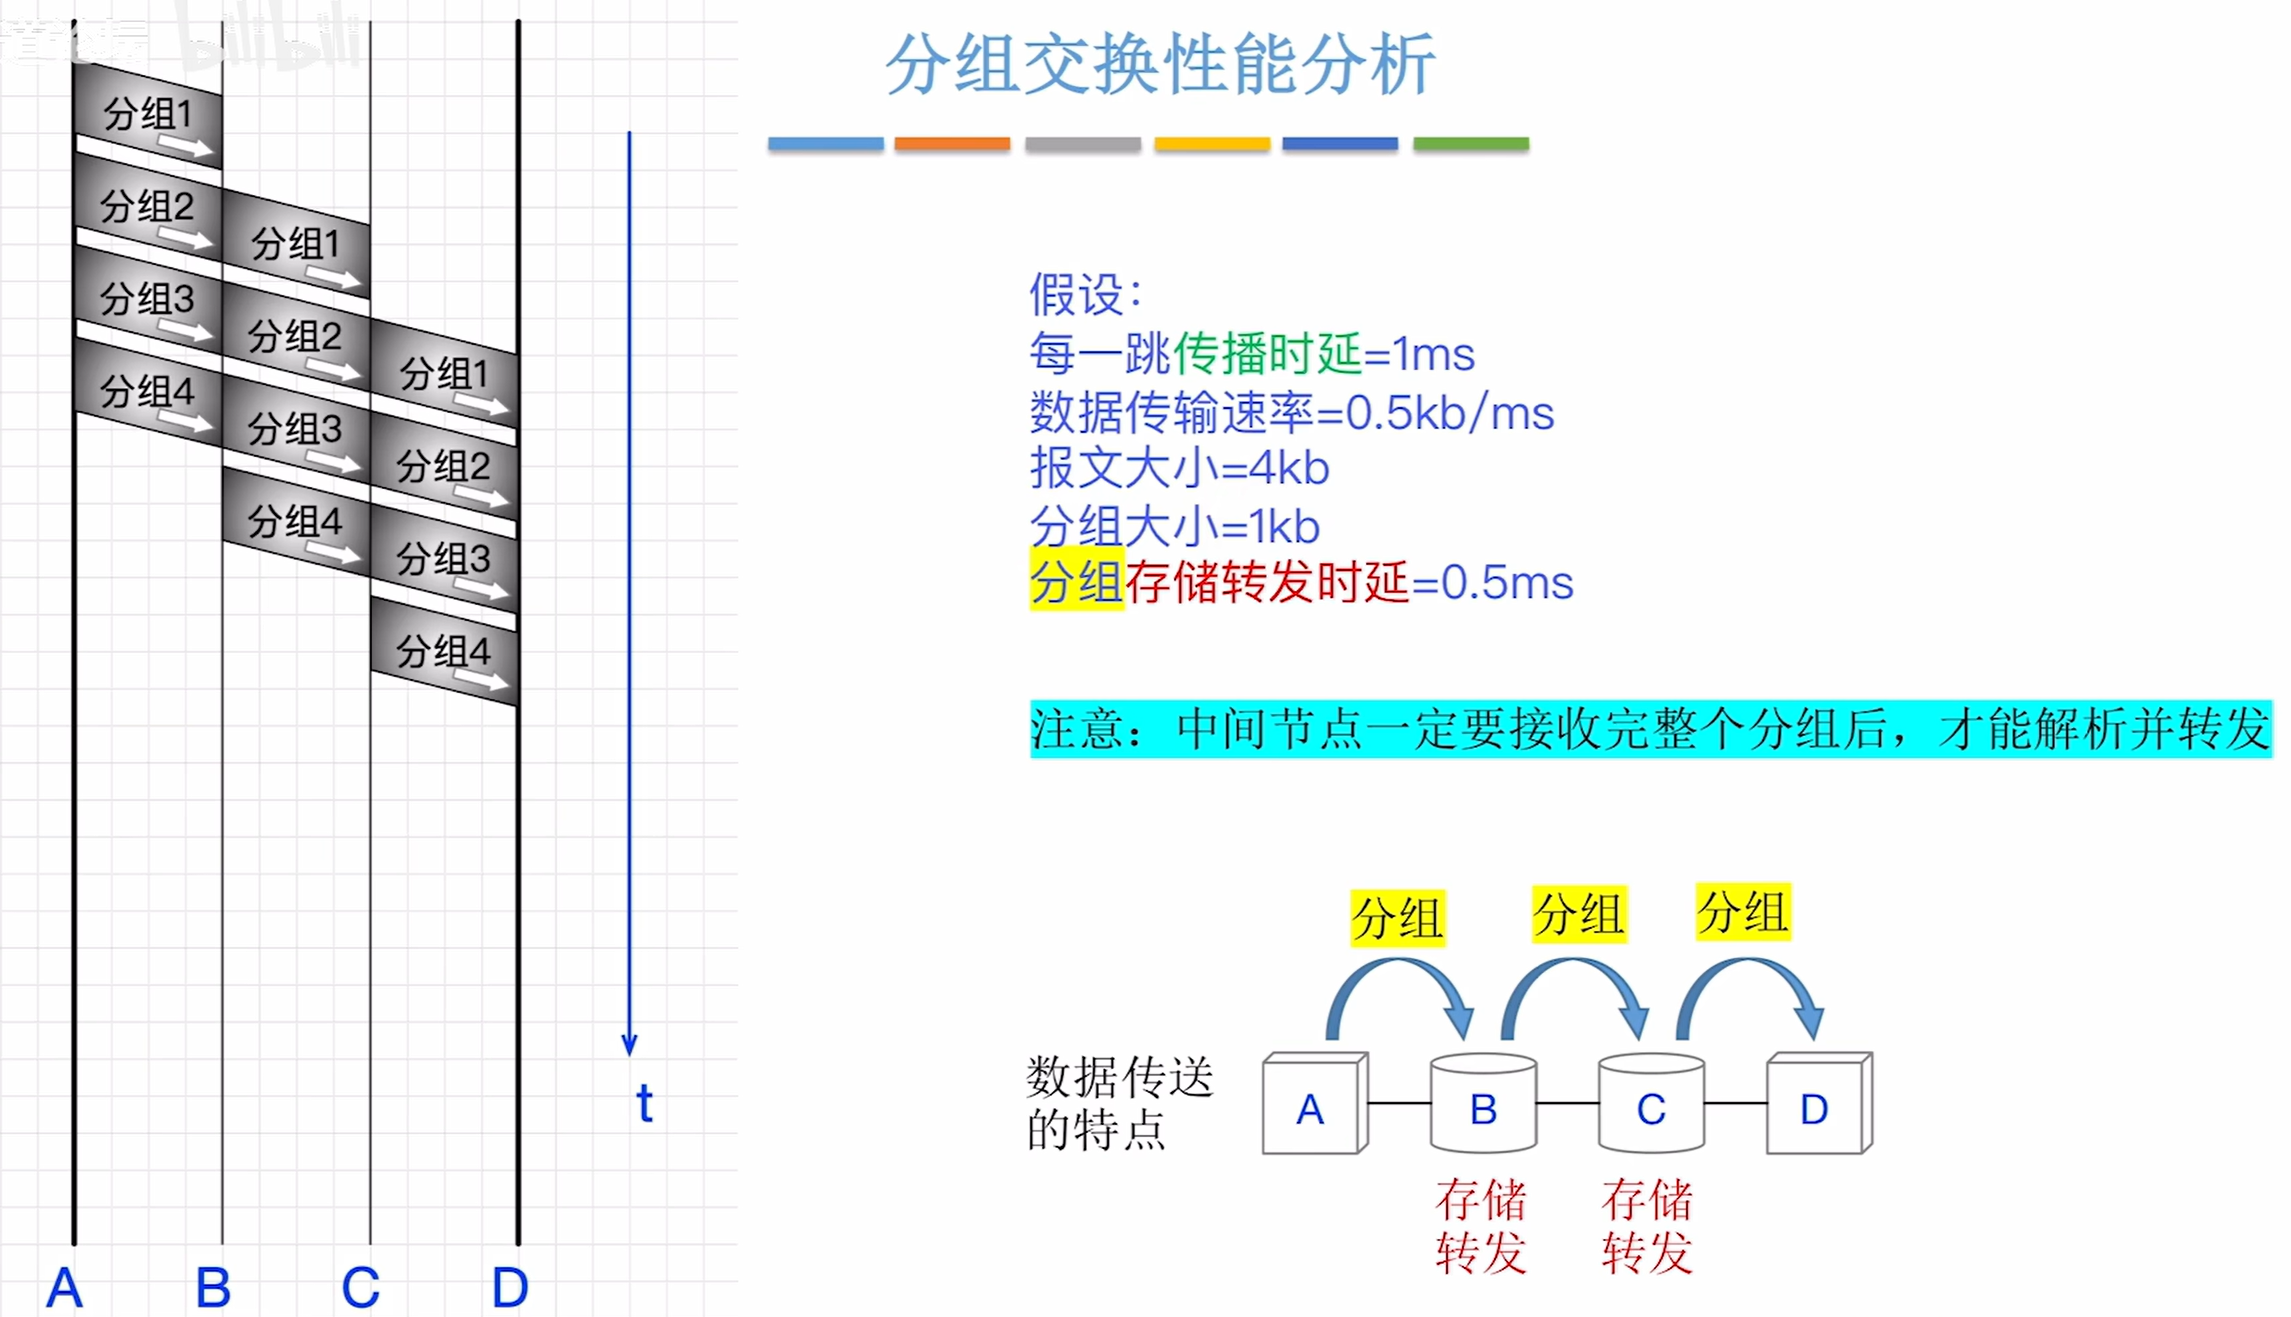 分组交换性能分析
分组1
分组2
分组1
分组3
分组2
分组1
分组4
分组3
分组2
分组4
分组3
分组4
t
A
B
C
D
假设：
每一跳传播时延=1ms
数据传输速率=0.5kb/ms
报文大小=4kb
分组大小=1kb
分组存储转发时延=0.5ms
注意：中间节点一定要接收完整个分组后，才能解析并转发
分组
分组
分组
数据传送
的特点
A
B
C
D
存储
转发
存储
转发
bilibili